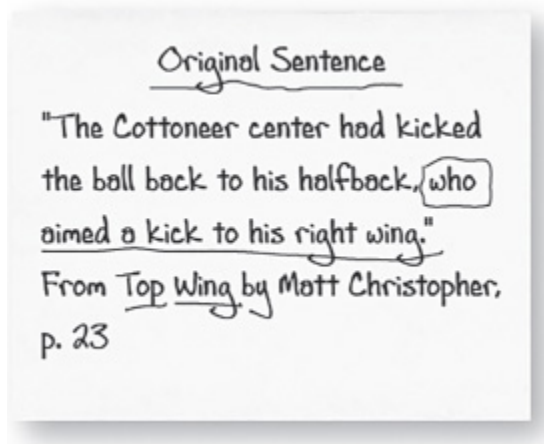 Original Sentence
"The Cottoneer center had kicked
the ball back to his halfback, who
aimed a kick to his right wing."
From Top Wing by Matt Christopher,
p. 23